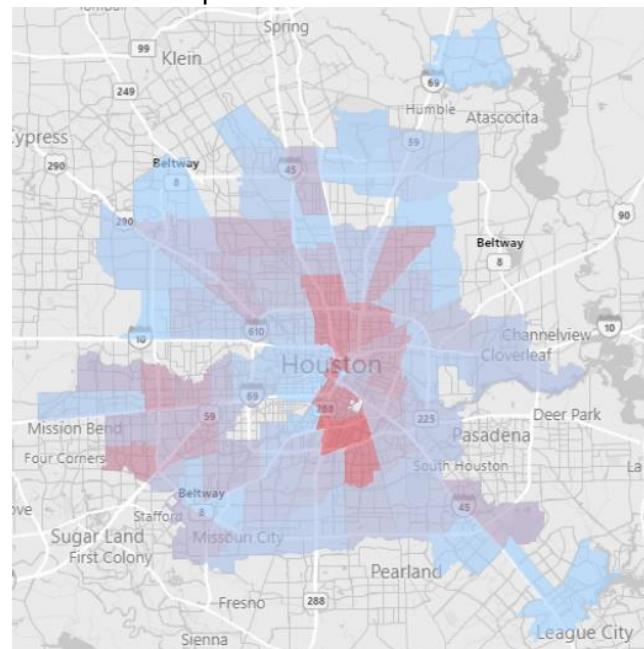 Spring
99
Klein
249
69
Humble
Atascocita
ypress
290
Beltway
8
45
59
90
290
Beltway
8
10
610
Channelview
10
Houston
Cloverleaf
69
288
225
Deer Park
Mission Bend
59
Pasadena
Four Corners
South Houston
La
Beltway
8
45
ove
Stafford
Sugar Land
Missouri City
First Colony
Pearland
Fresno
288
League City
Sienna